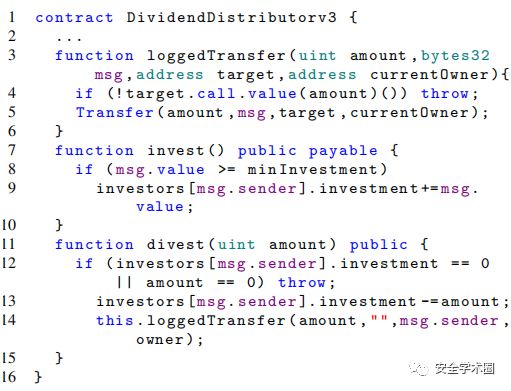 1 contract DividendDistributorv3 {
2 ...
3 function loggedTransfer(uint amount,bytes32
msg,address target,address currentOwner){
4 if (!target.call.value(amount)()) throw;
5 Transfer(amount,msg,target,currentOwner);
6 }
7 function invest() public payable {
8 if (msg.value >= minInvestment)
9 investors[msg.sender].investment+=msg.
value;
10 }
11 function divest(uint amount) public {
12 if (investors[msg.sender].investment == 0
|| amount == 0) throw;
13 investors[msg.sender].investment-=amount;
14 this.loggedTransfer(amount,"",msg.sender,
owner);
15 }
16 }
安全学术圈